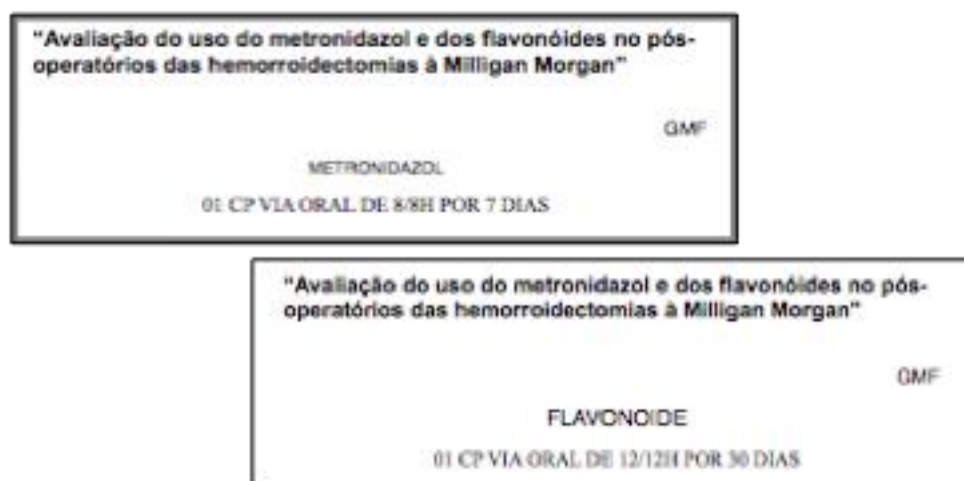 “Avaliação do uso do metronidazol e dos flavonóides no pós-
operatórios das hemorroidectomias à Milligan Morgan”
GMF
METRONIDAZOL
01 CP VIA ORAL DE 8/8H POR 7 DIAS
“Avaliação do uso do metronidazol e dos flavonóides no pós-
operatórios das hemorroidectomias à Milligan Morgan”
GMF
FLAVONOIDE
01 CP VIA ORAL DE 12/12H POR 30 DIAS